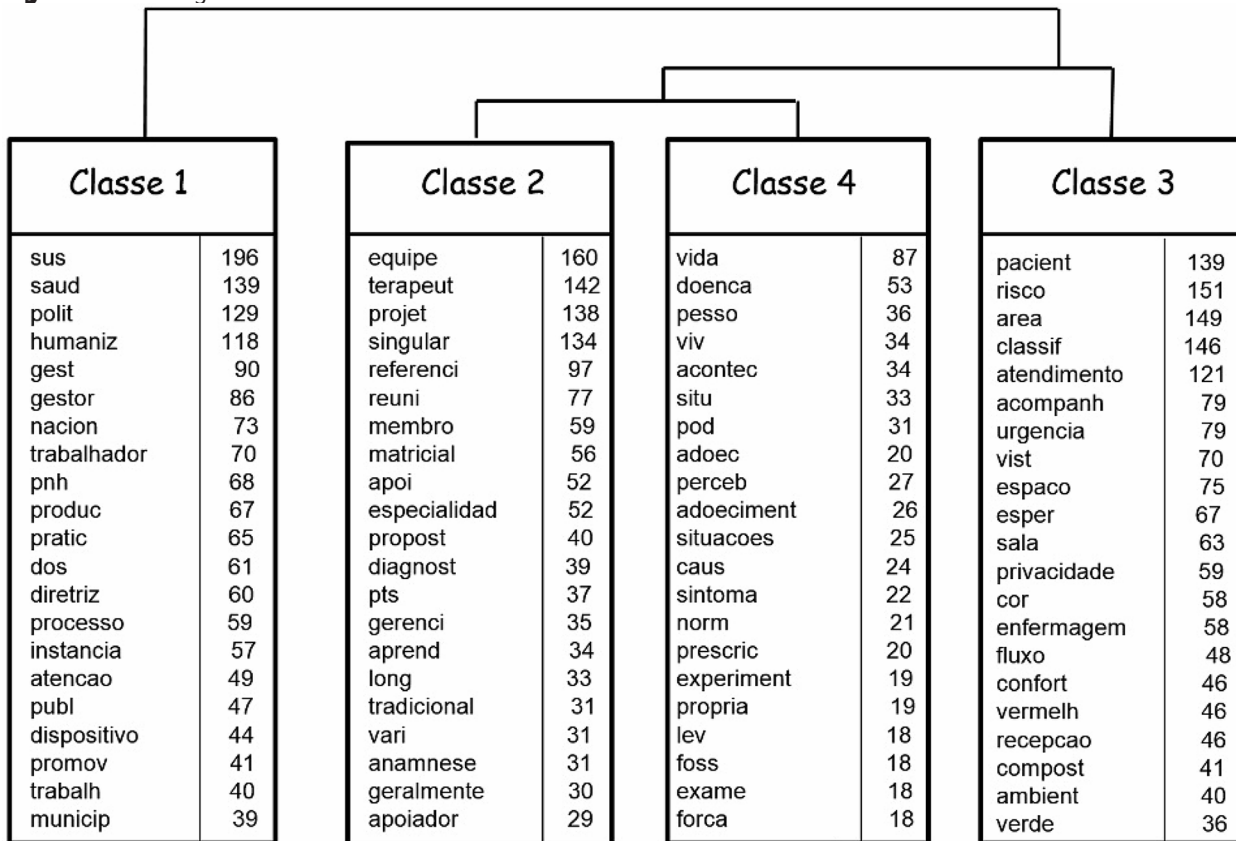 Classe 1
sus 196
saud 139
polit 129
humaniz 118
gest 90
gestor 86
nacion 73
trabalhador 70
pnh 68
produc 67
pratic 65
dos 61
diretriz 60
processo 59
instancia 57
atencao 49
publ 47
dispositivo 44
promov 41
trabalh 40
municip 39
Classe 2
equipe 160
terapeut 142
projet 138
singular 134
referenci 97
reuni 77
membro 59
matricial 56
apoi 52
especialidad 52
propost 40
diagnost 39
pts 37
gerenci 35
aprend 34
long 33
tradicional 31
vari 31
anamnese 31
geralmente 30
apoiador 29
Classe 4
vida 87
doenca 53
pesso 36
viv 34
acontec 34
situ 33
pod 31
adoec 20
perceb 27
adoeciment 26
situacoes 25
caus 24
sintoma 22
norm 21
prescric 20
experiment 19
propria 19
lev 18
foss 18
exame 18
forca 18
Classe 3
pacient 139
risco 151
area 149
classif 146
atendimento 121
acompanh 79
urgencia 79
vist 70
espaco 75
esper 67
sala 63
privacidade 59
cor 58
enfermagem 58
fluxo 48
confort 46
vermelh 46
recepcao 46
compost 41
ambient 40
verde 36